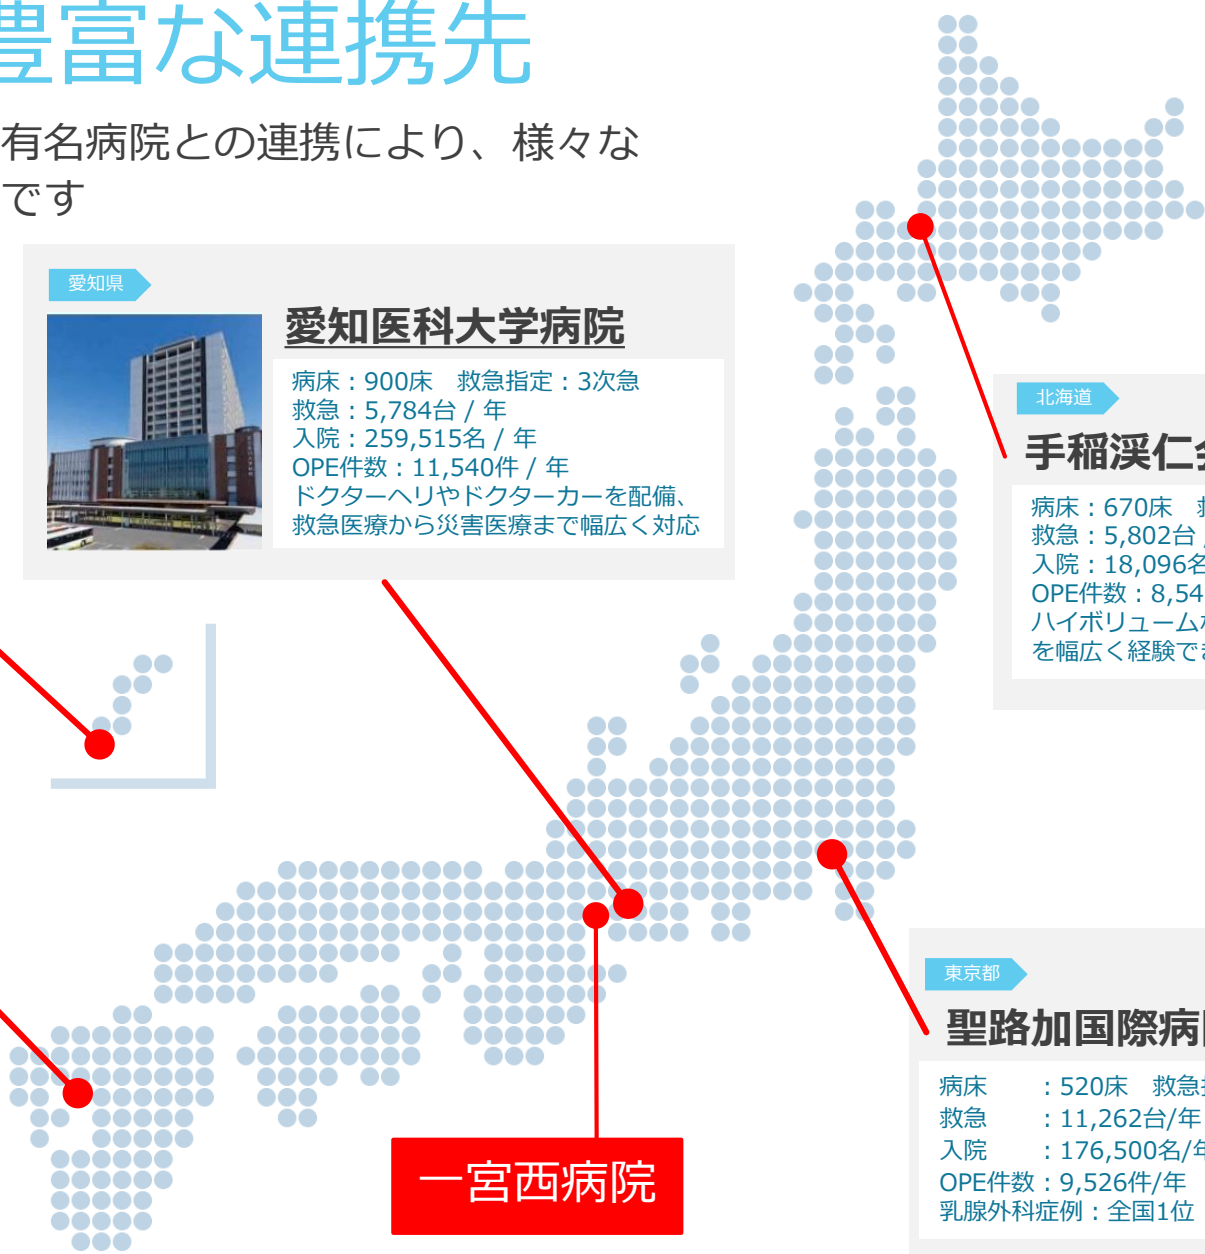 豊富な連携先
有名病院との連携により、様々な
です
愛知県
愛知医科大学病院
病床：900床　救急指定：3次急
救急：5,784台 / 年
入院：259,515名 / 年
OPE件数：11,540件 / 年
ドクターヘリやドクターカーを配備、
救急医療から災害医療まで幅広く対応
北海道
手稲渓仁
病床：670床
救急：5,802台
入院：18,096名
OPE件数：8,54
ハイボリューム
を幅広く経験で
東京都
聖路加国際病
病床　　：520床　救急
救急　　：11,262台/年
入院　　：176,500名/年
OPE件数：9,526件/年
乳腺外科症例：全国1位
一宮西病院